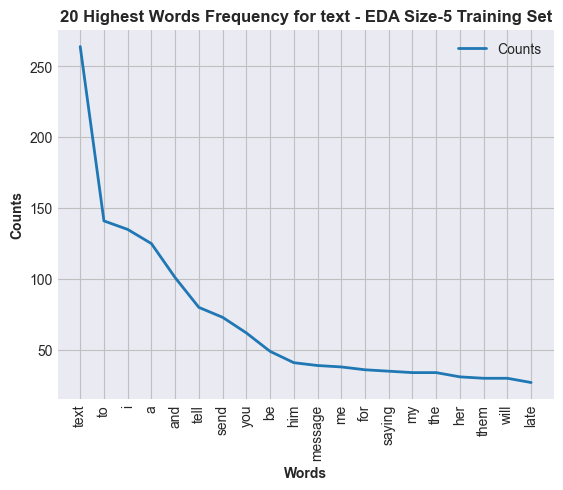 20 Highest Words Frequency for text - EDA Size-5 Training Set
Counts
250
200
150
100
50
Counts
text
to
i
a
and
tell
send
you
be
him
message
me
for
saying
my
the
her
them
will
late
Words